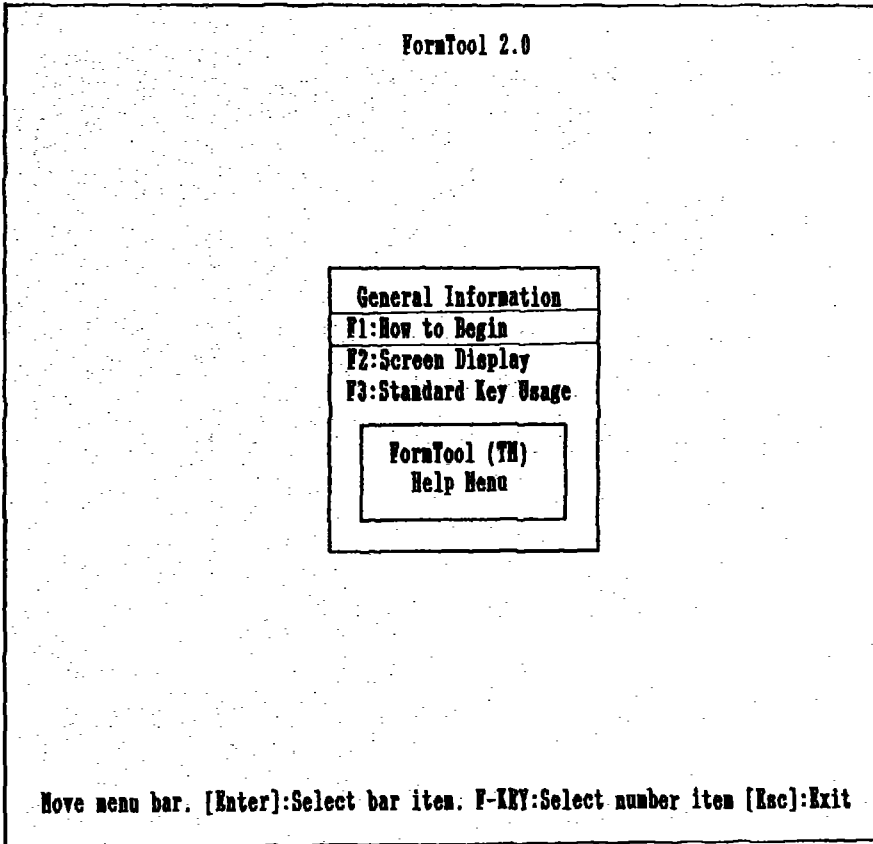 FormTool 2.0
General Information
F1:How to Begin
F2:Screen Display
F3:Standard Key Usage
FormTool (TM)
Help Menu
Move menu bar. [Enter]:Select bar item. F-KEY:Select number item [Esc]:Exit